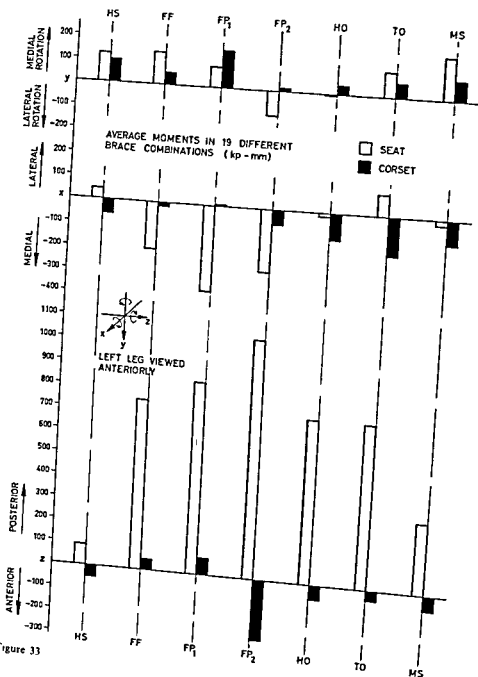 HS FF FP1 FP2 HO TO MS
MEDIAL ROTATION
LATERAL ROTATION
200
100
y
-100
-200
AVERAGE MOMENTS IN 19 DIFFERENT
BRACE COMBINATIONS (kp-mm)
SEAT
CORSET
LATERAL
MEDIAL
200
100
x
-100
-200
-300
-400
x y z
LEFT LEG VIEWED
ANTERIORLY
POSTERIOR
ANTERIOR
1100
1000
900
800
700
600
500
400
300
200
100
z
-100
-200
-300
HS FF FP1 FP2 HO TO MS
Figure 33